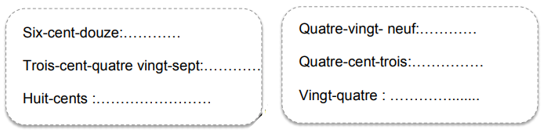 Six-cent-douze:…………
Trois-cent-quatre vingt-sept:…………
Huit-cents :……………………
Quatre-vingt- neuf:…………
Quatre-cent-trois:……………
Vingt-quatre : …………........